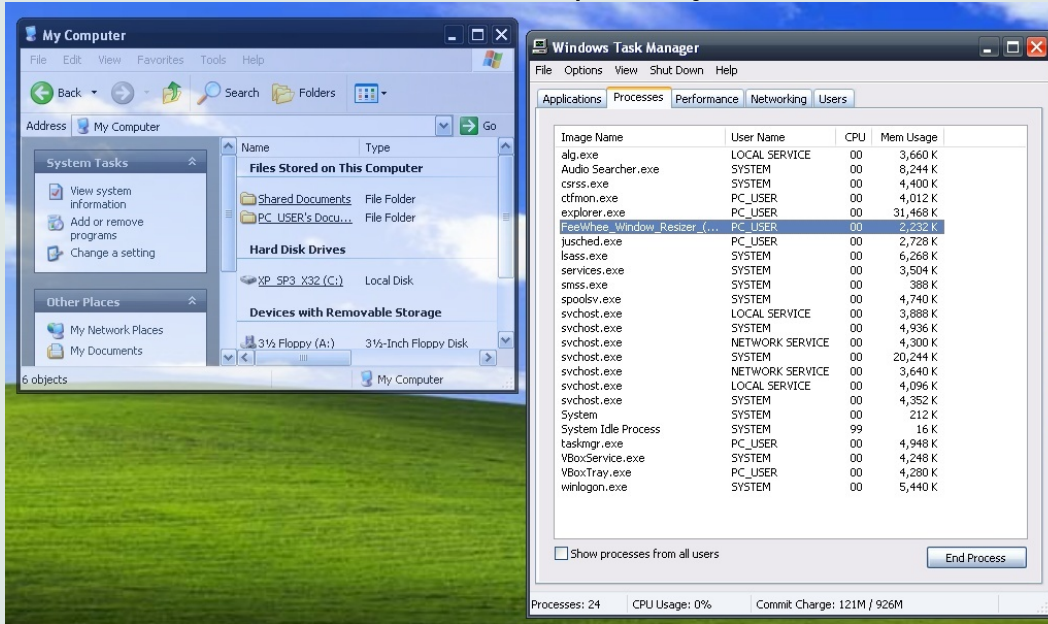 My Computer
File Edit View Favorites Tools Help
Back Search Folders
Address My Computer Go
System Tasks
View system
information
Add or remove
programs
Change a setting
Other Places
My Network Places
My Documents
Name Type
Files Stored on This Computer
Shared Documents File Folder
PC_USER's Docu... File Folder
Hard Disk Drives
XP_SP3_X32 (C:) Local Disk
Devices with Removable Storage
3½ Floppy (A:) 3½-Inch Floppy Disk
6 objects My Computer
Windows Task Manager
File Options View Shut Down Help
Applications Processes Performance Networking Users
Image Name User Name CPU Mem Usage
alg.exe LOCAL SERVICE 00 3,660 K
Audio Searcher.exe SYSTEM 00 8,244 K
csrss.exe SYSTEM 00 4,400 K
ctfmon.exe PC_USER 00 4,012 K
explorer.exe PC_USER 00 31,468 K
FeeWhee_Window_Resizer_(... PC_USER 00 2,232 K
jusched.exe PC_USER 00 2,728 K
lsass.exe SYSTEM 00 6,268 K
services.exe SYSTEM 00 3,504 K
smss.exe SYSTEM 00 388 K
spoolsv.exe SYSTEM 00 4,740 K
svchost.exe LOCAL SERVICE 00 3,888 K
svchost.exe SYSTEM 00 4,936 K
svchost.exe NETWORK SERVICE 00 4,300 K
svchost.exe SYSTEM 00 20,244 K
svchost.exe NETWORK SERVICE 00 3,640 K
svchost.exe LOCAL SERVICE 00 4,096 K
svchost.exe SYSTEM 00 4,352 K
System SYSTEM 00 212 K
System Idle Process SYSTEM 99 16 K
taskmgr.exe PC_USER 00 4,948 K
VBoxService.exe SYSTEM 00 4,248 K
VBoxTray.exe PC_USER 00 4,280 K
winlogon.exe SYSTEM 00 5,440 K
Show processes from all users
End Process
Processes: 24 CPU Usage: 0% Commit Charge: 121M / 926M